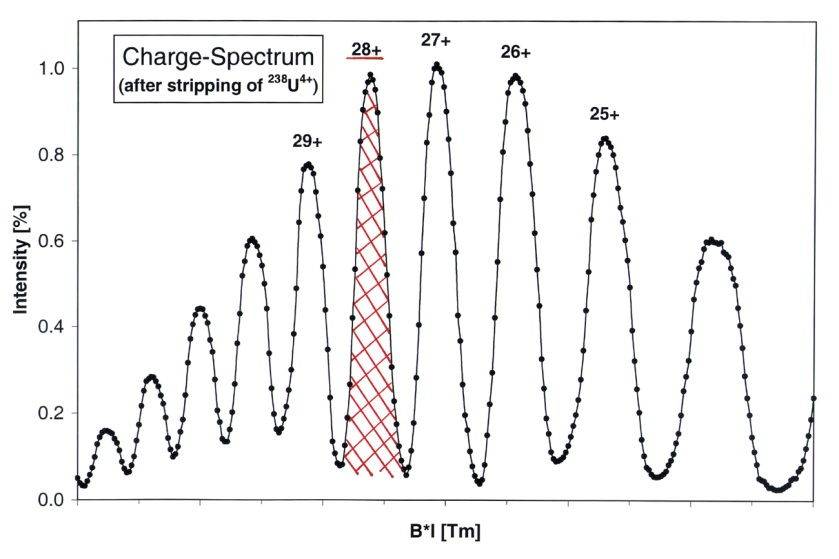 Charge-Spectrum
(after stripping of ²³⁸U⁴⁺)
29+
28+
27+
26+
25+
1.0
0.8
0.6
0.4
0.2
0.0
Intensity [%]
B*l [Tm]